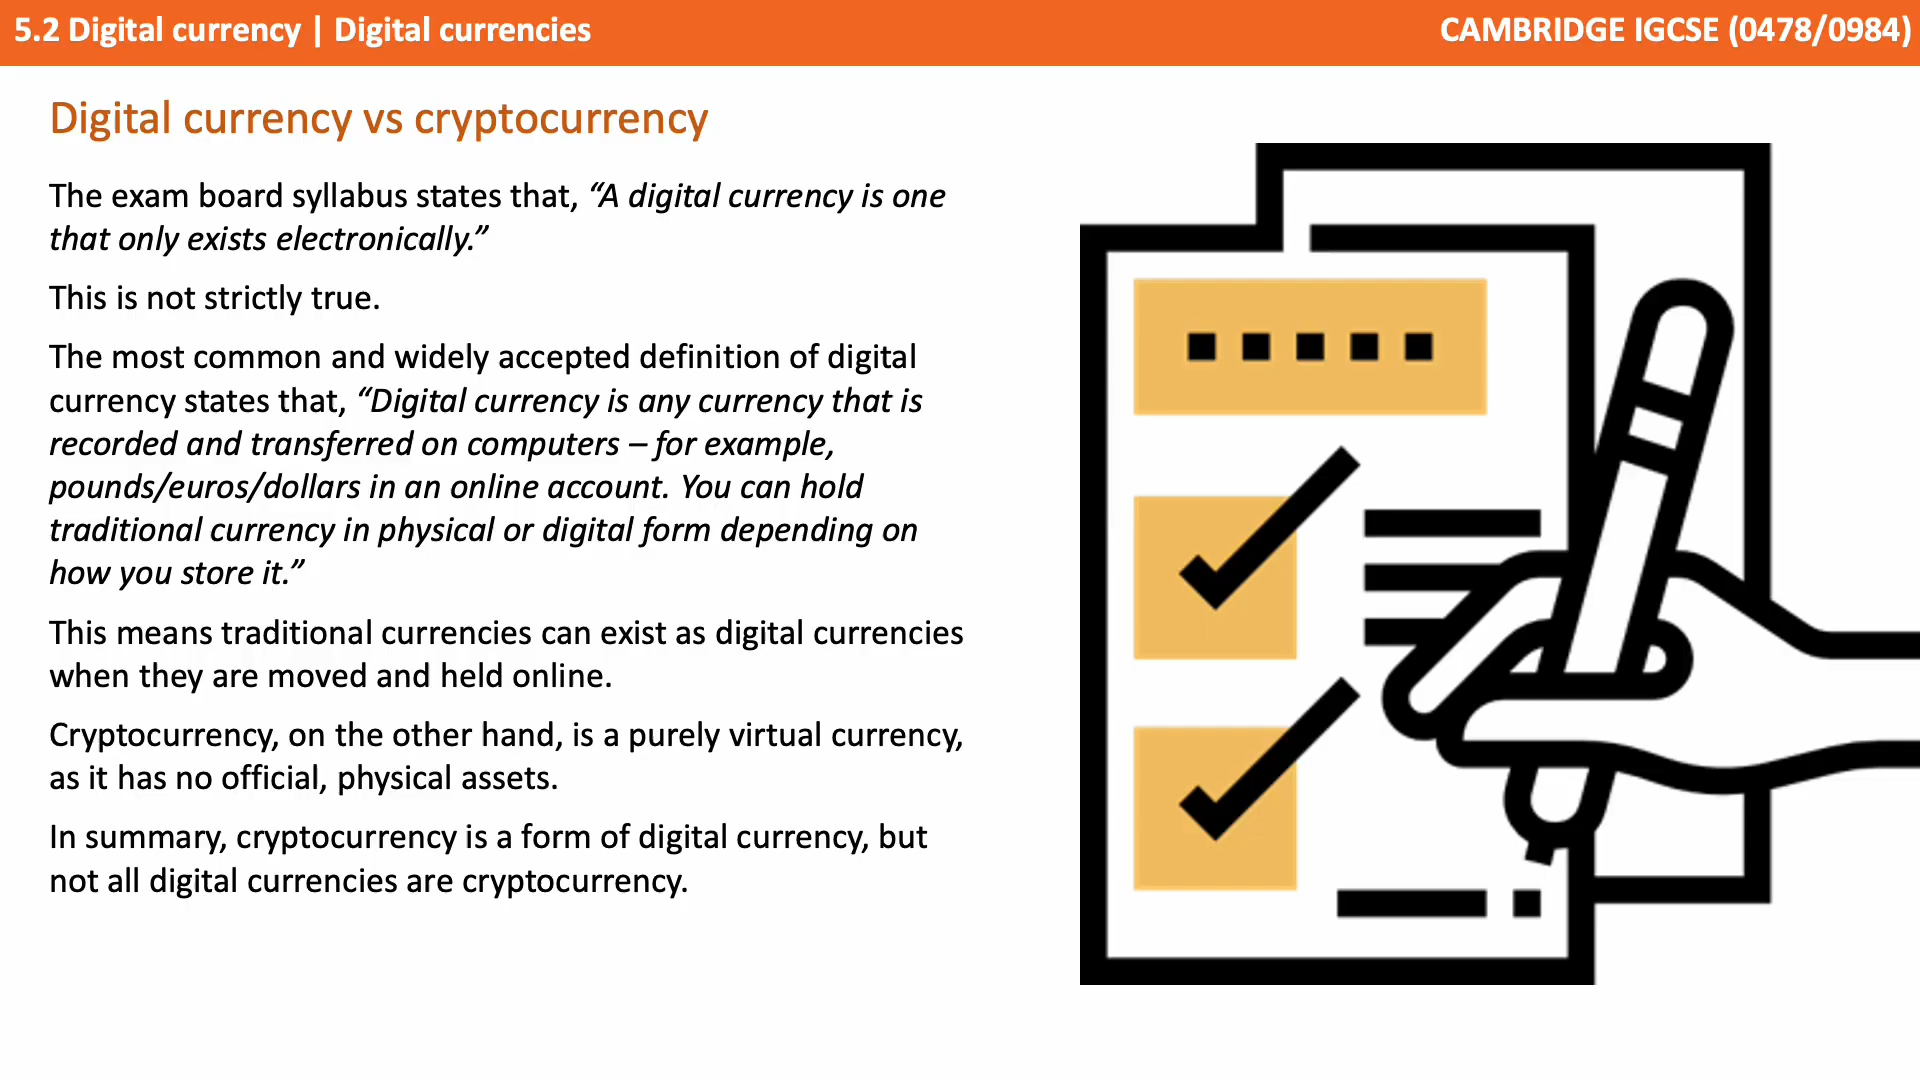 5.2 Digital currency | Digital currencies
CAMBRIDGE IGCSE (0478/0984)
Digital currency vs cryptocurrency
The exam board syllabus states that, “A digital currency is one
that only exists electronically.”
This is not strictly true.
The most common and widely accepted definition of digital
currency states that, “Digital currency is any currency that is
recorded and transferred on computers – for example,
pounds/euros/dollars in an online account. You can hold
traditional currency in physical or digital form depending on
how you store it.”
This means traditional currencies can exist as digital currencies
when they are moved and held online.
Cryptocurrency, on the other hand, is a purely virtual currency,
as it has no official, physical assets.
In summary, cryptocurrency is a form of digital currency, but
not all digital currencies are cryptocurrency.